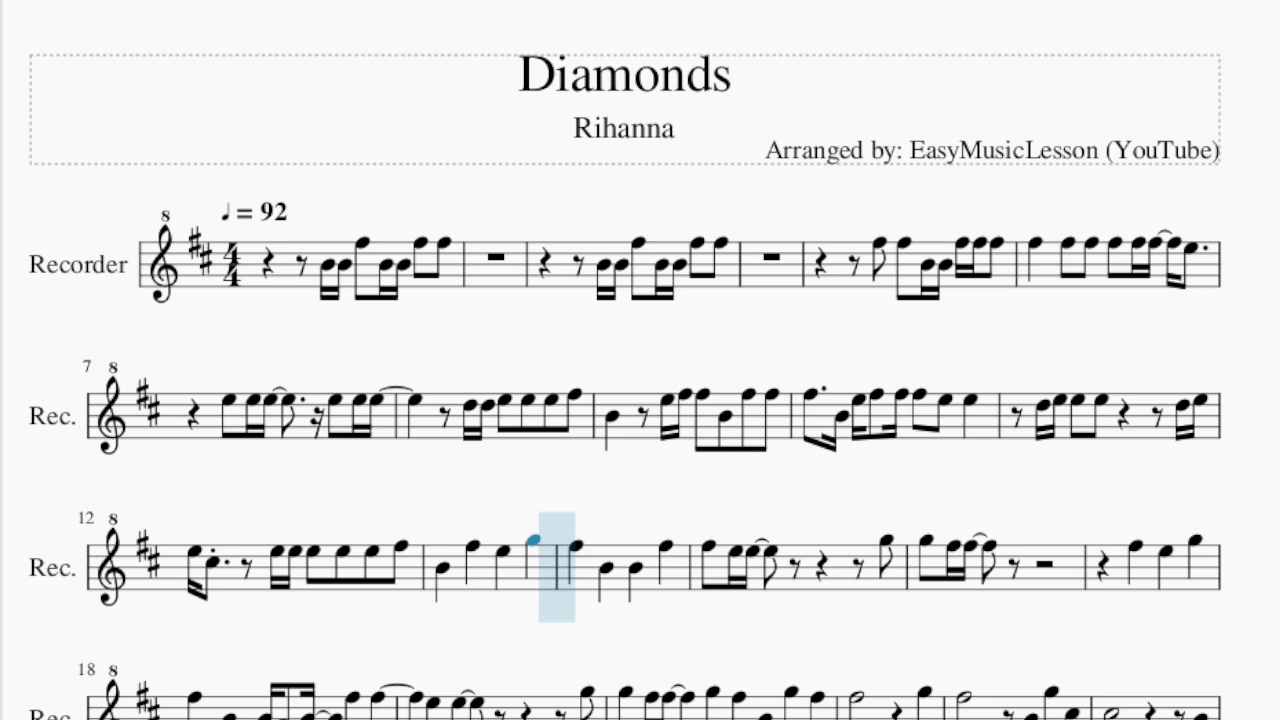 Diamonds
Rihanna
Arranged by: EasyMusicLesson (YouTube)
8
♩ = 92
Recorder
4
4
7 8
Rec.
12 8
Rec.
18 8
Rec.